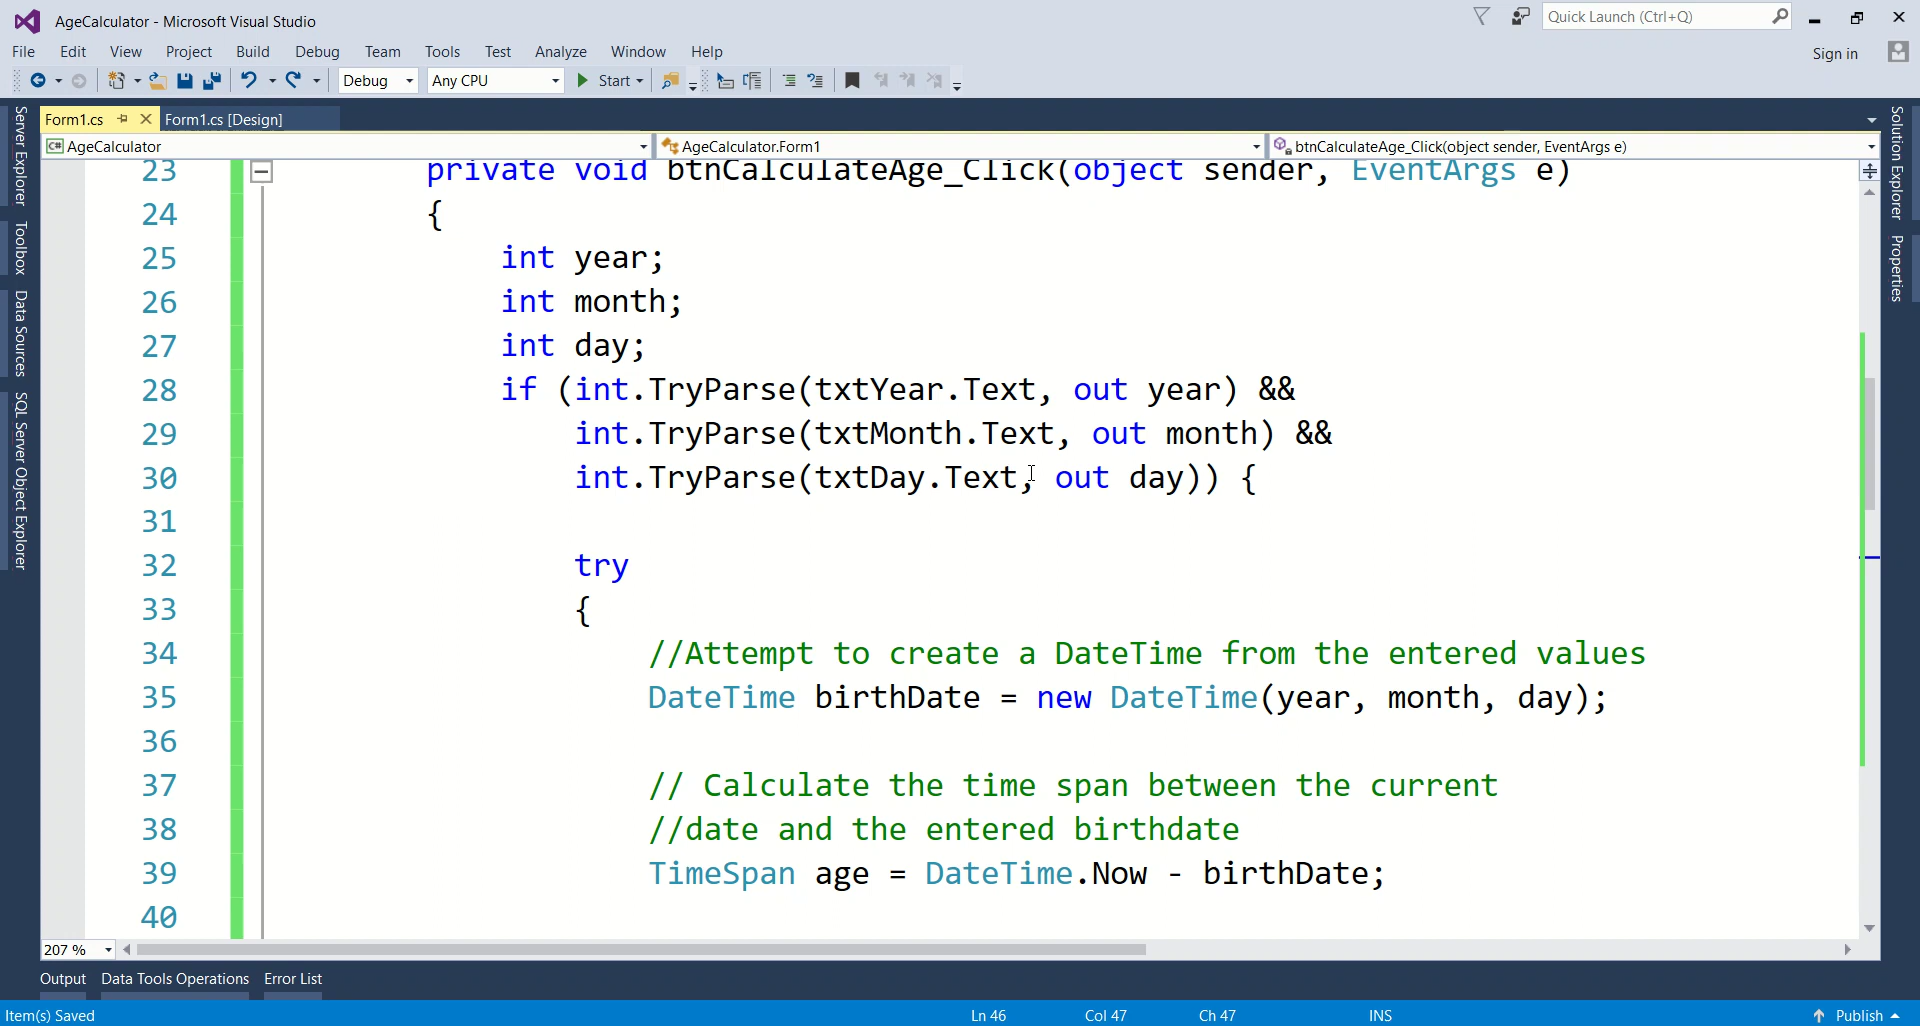 AgeCalculator - Microsoft Visual Studio
Quick Launch (Ctrl+Q)
File Edit View Project Build Debug Team Tools Test Analyze Window Help
Sign in
Debug Any CPU Start
Form1.cs Form1.cs [Design]
C# AgeCalculator AgeCalculator.Form1 btnCalculateAge_Click(object sender, EventArgs e)
Server Explorer
Toolbox
Data Sources
SQL Server Object Explorer
23 private void btnCalculateAge_Click(object sender, EventArgs e)
24 {
25 int year;
26 int month;
27 int day;
28 if (int.TryParse(txtYear.Text, out year) &&
29 int.TryParse(txtMonth.Text, out month) &&
30 int.TryParse(txtDay.Text, out day)) {
31
32 try
33 {
34 //Attempt to create a DateTime from the entered values
35 DateTime birthDate = new DateTime(year, month, day);
36
37 // Calculate the time span between the current
38 //date and the entered birthdate
39 TimeSpan age = DateTime.Now - birthDate;
40
Solution Explorer
Properties
207 %
Output Data Tools Operations Error List
Item(s) Saved Ln 46 Col 47 Ch 47 INS Publish